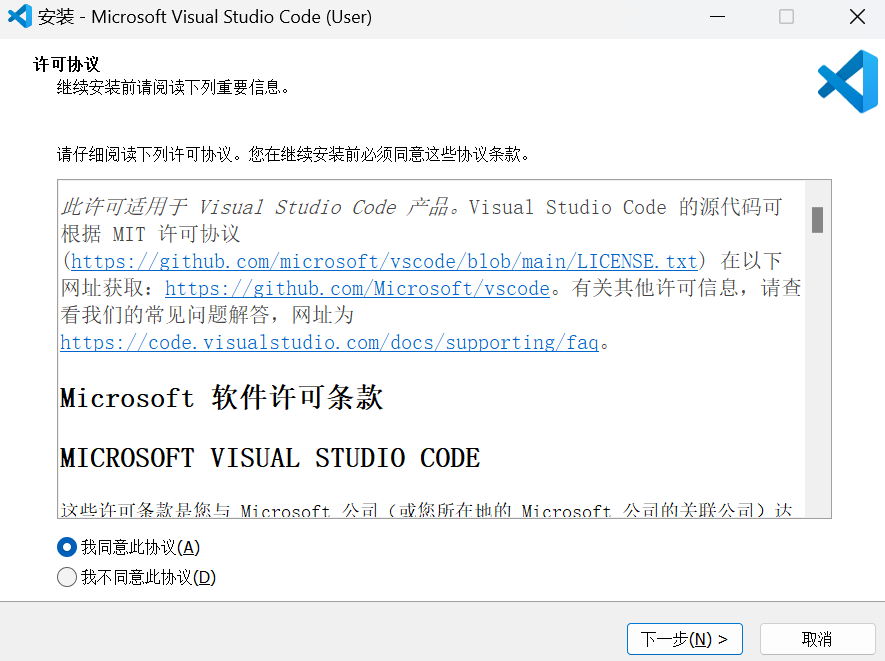 安装 - Microsoft Visual Studio Code (User)
许可协议
继续安装前请阅读下列重要信息。
请仔细阅读下列许可协议。您在继续安装前必须同意这些协议条款。
此许可适用于 Visual Studio Code 产品。Visual Studio Code 的源代码可
根据 MIT 许可协议
(https://github.com/microsoft/vscode/blob/main/LICENSE.txt) 在以下
网址获取：https://github.com/Microsoft/vscode。有关其他许可信息，请查
看我们的常见问题解答，网址为
https://code.visualstudio.com/docs/supporting/faq。
Microsoft 软件许可条款
MICROSOFT VISUAL STUDIO CODE
这些许可条款是您与 Microsoft 公司（或您所在地的 Microsoft 公司的关联公司）达
我同意此协议(A)
我不同意此协议(D)
下一步(N) >
取消